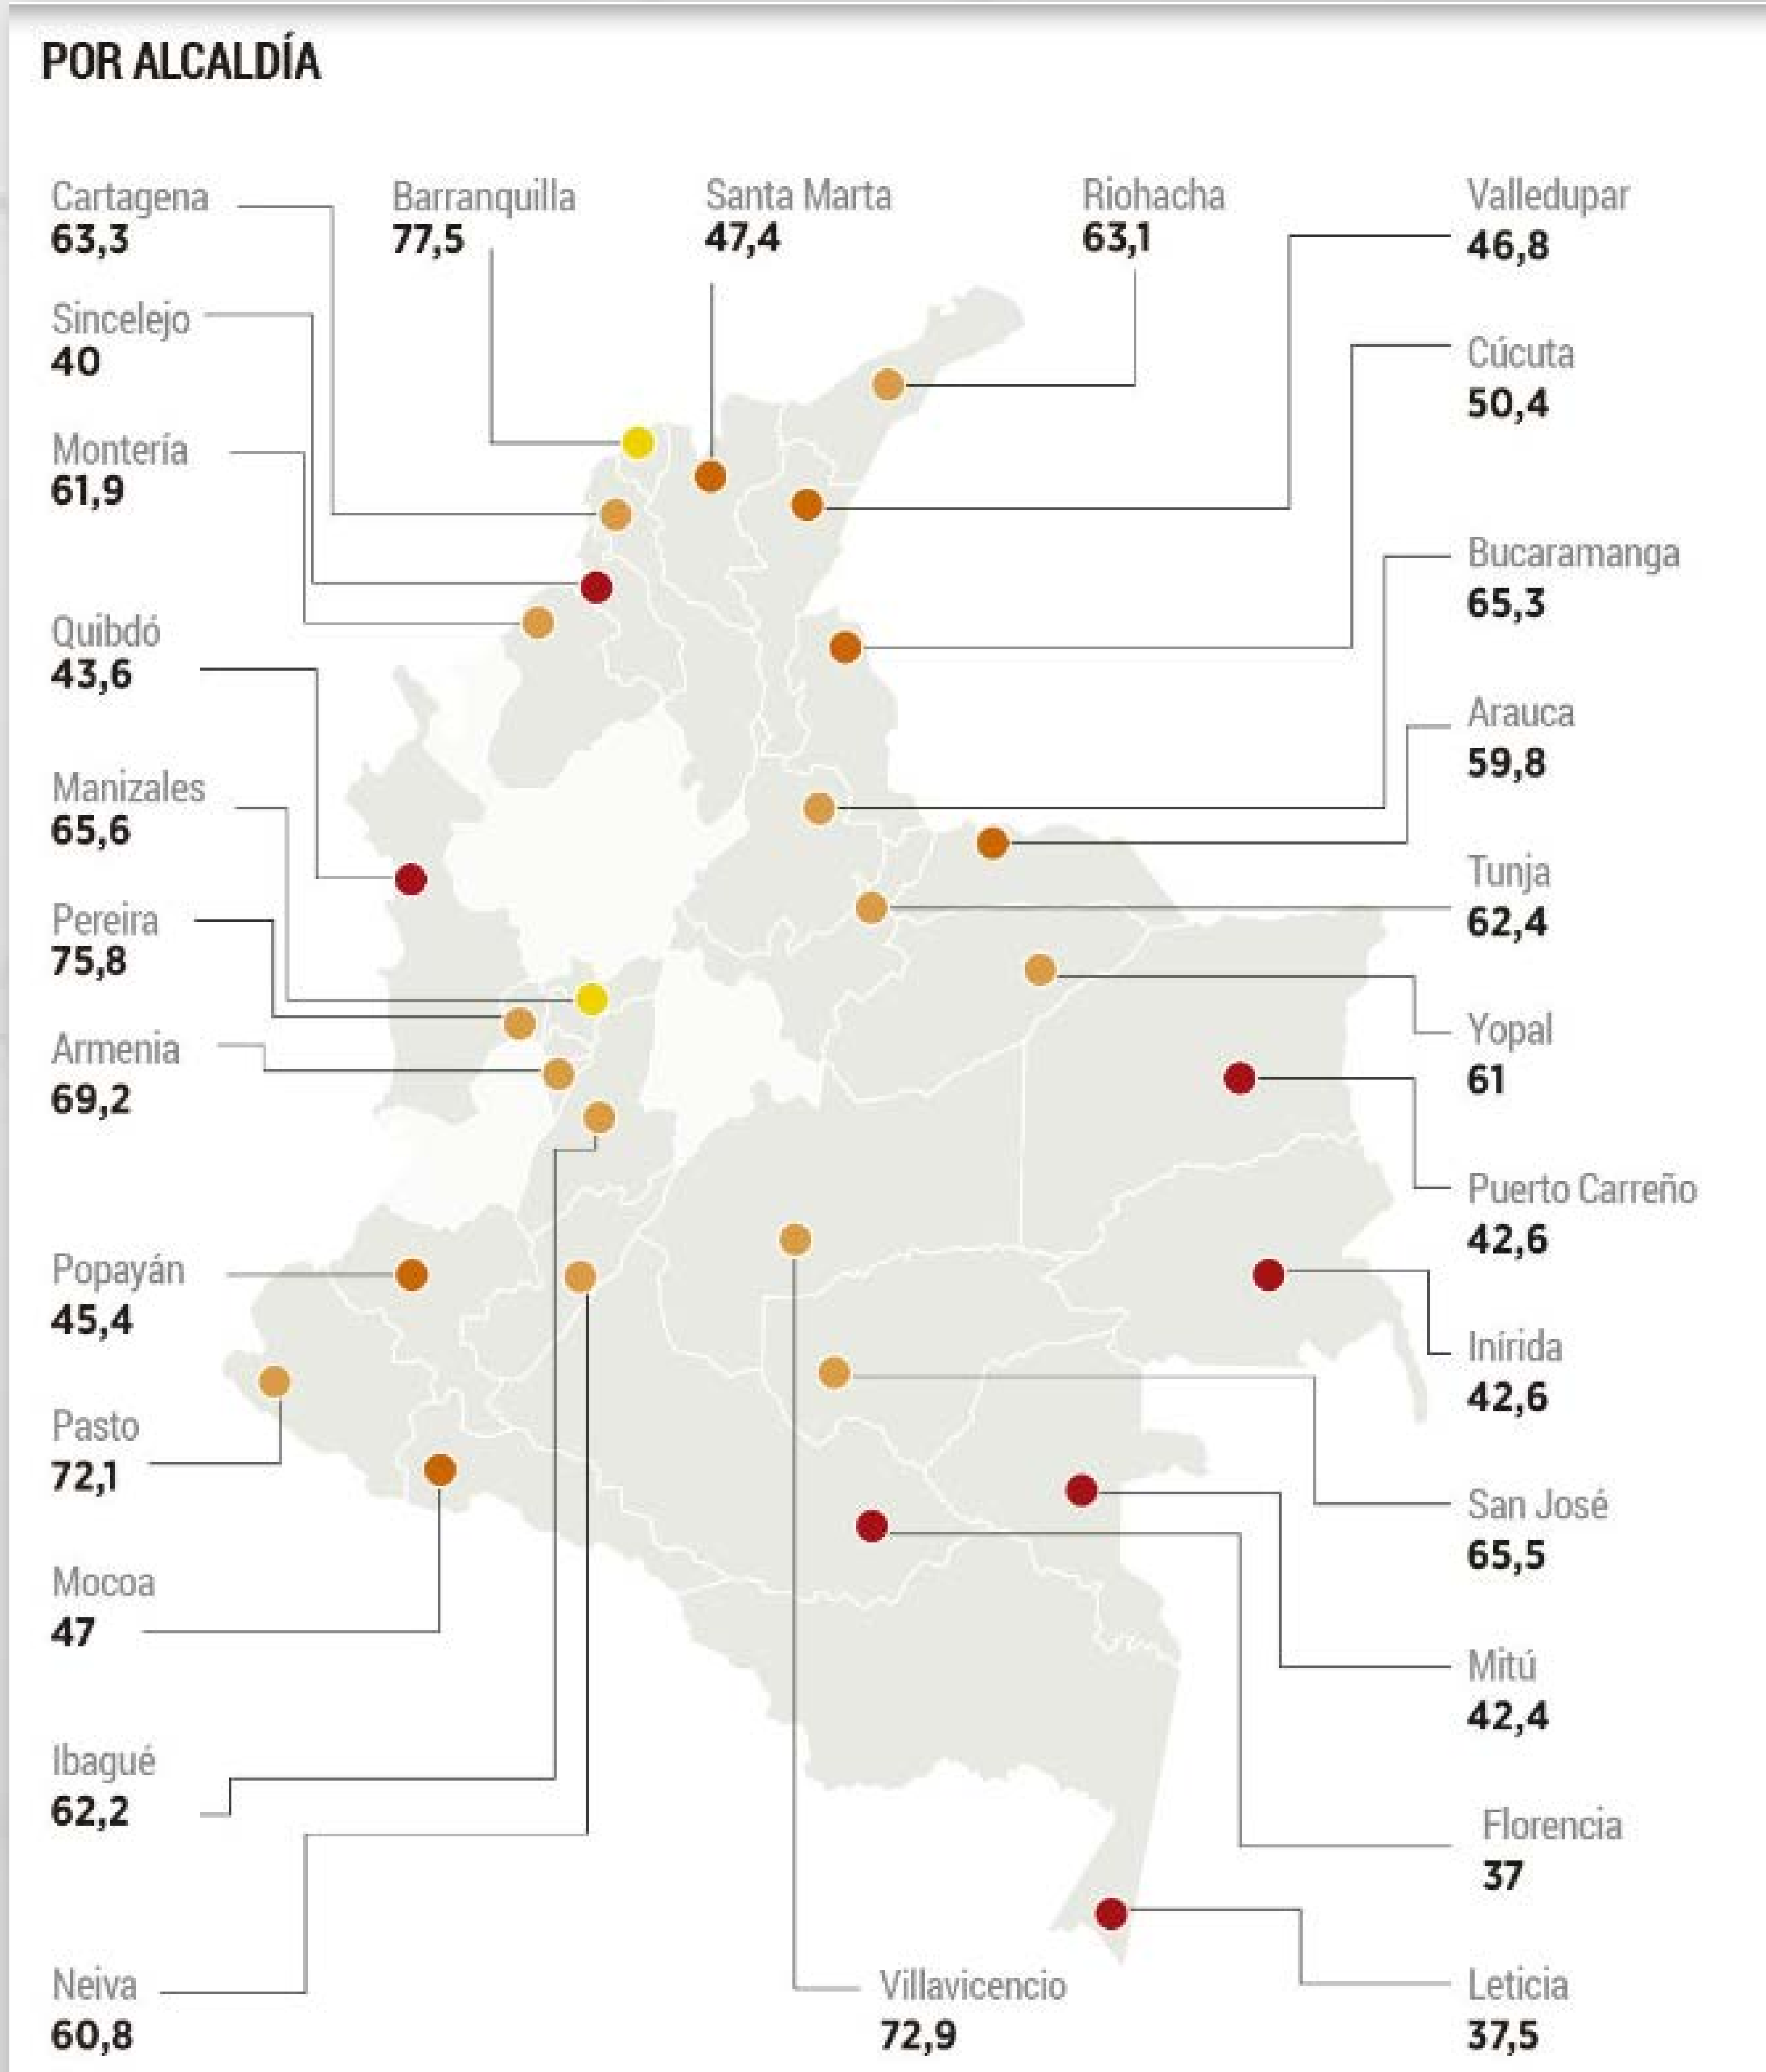 POR ALCALDÍA
Cartagena
63,3
Barranquilla
77,5
Santa Marta
47,4
Riohacha
63,1
Valledupar
46,8
Sincelejo
40
Cúcuta
50,4
Montería
61,9
Bucaramanga
65,3
Quibdó
43,6
Arauca
59,8
Manizales
65,6
Tunja
62,4
Pereira
75,8
Yopal
61
Armenia
69,2
Puerto Carreño
42,6
Popayán
45,4
Inírida
42,6
Pasto
72,1
San José
65,5
Mocoa
47
Mitú
42,4
Ibagué
62,2
Florencia
37
Neiva
60,8
Villavicencio
72,9
Leticia
37,5